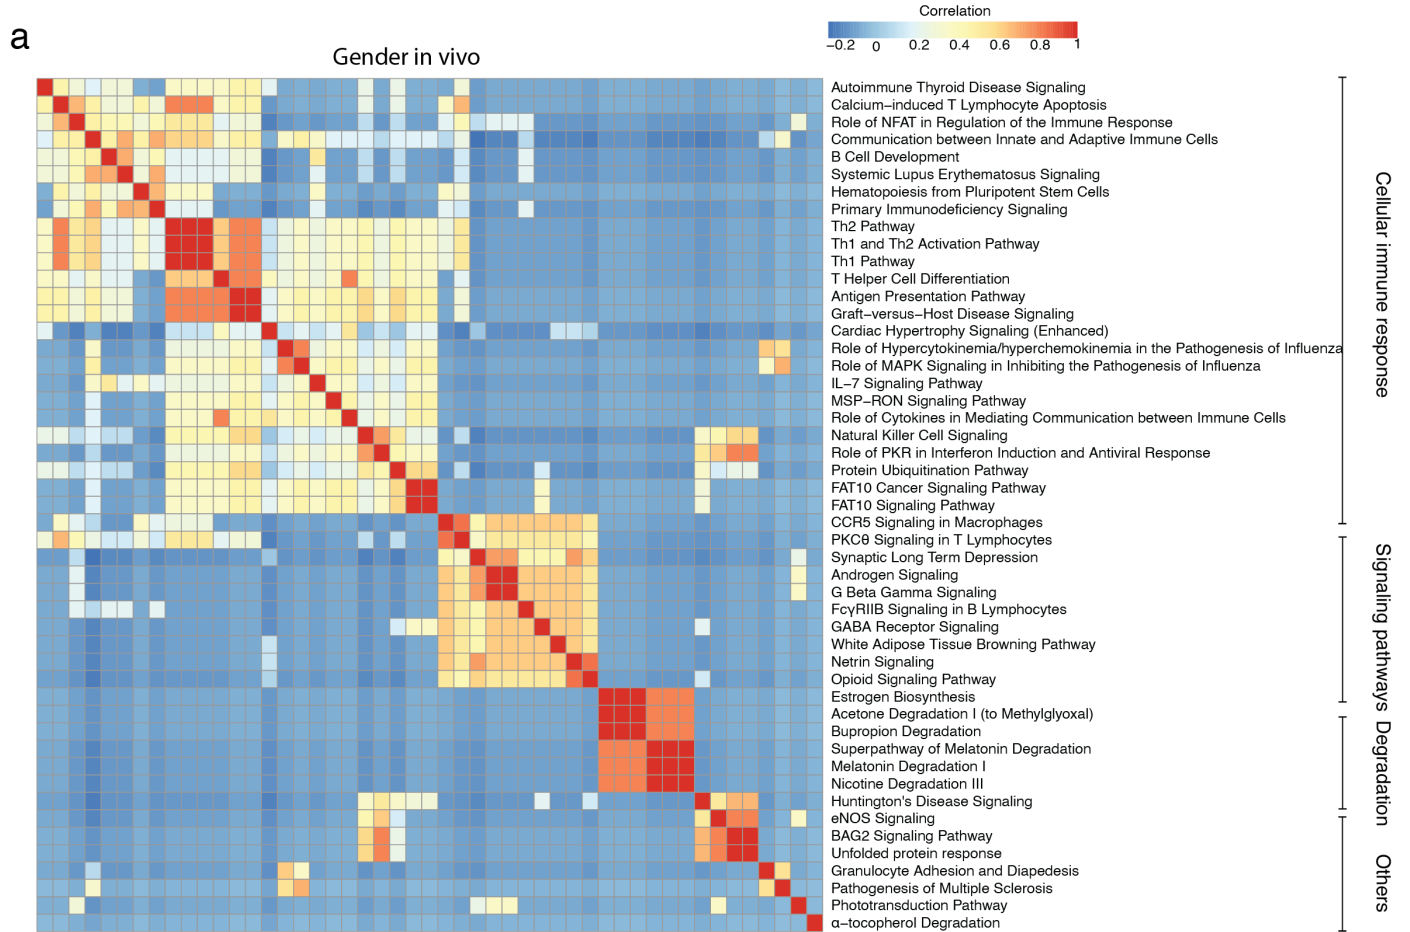 a
Gender in vivo
Correlation
−0.2 0 0.2 0.4 0.6 0.8 1
Autoimmune Thyroid Disease Signaling
Calcium−induced T Lymphocyte Apoptosis
Role of NFAT in Regulation of the Immune Response
Communication between Innate and Adaptive Immune Cells
B Cell Development
Systemic Lupus Erythematosus Signaling
Hematopoiesis from Pluripotent Stem Cells
Primary Immunodeficiency Signaling
Th2 Pathway
Th1 and Th2 Activation Pathway
Th1 Pathway
T Helper Cell Differentiation
Antigen Presentation Pathway
Graft−versus−Host Disease Signaling
Cardiac Hypertrophy Signaling (Enhanced)
Role of Hypercytokinemia/hyperchemokinemia in the Pathogenesis of Influenza
Role of MAPK Signaling in Inhibiting the Pathogenesis of Influenza
IL−7 Signaling Pathway
MSP−RON Signaling Pathway
Role of Cytokines in Mediating Communication between Immune Cells
Natural Killer Cell Signaling
Role of PKR in Interferon Induction and Antiviral Response
Protein Ubiquitination Pathway
FAT10 Cancer Signaling Pathway
FAT10 Signaling Pathway
CCR5 Signaling in Macrophages
PKCθ Signaling in T Lymphocytes
Synaptic Long Term Depression
Androgen Signaling
G Beta Gamma Signaling
FcγRIIB Signaling in B Lymphocytes
GABA Receptor Signaling
White Adipose Tissue Browning Pathway
Netrin Signaling
Opioid Signaling Pathway
Estrogen Biosynthesis
Acetone Degradation I (to Methylglyoxal)
Bupropion Degradation
Superpathway of Melatonin Degradation
Melatonin Degradation I
Nicotine Degradation III
Huntington's Disease Signaling
eNOS Signaling
BAG2 Signaling Pathway
Unfolded protein response
Granulocyte Adhesion and Diapedesis
Pathogenesis of Multiple Sclerosis
Phototransduction Pathway
α−tocopherol Degradation
Cellular immune response
Signaling pathways
Degradation
Others